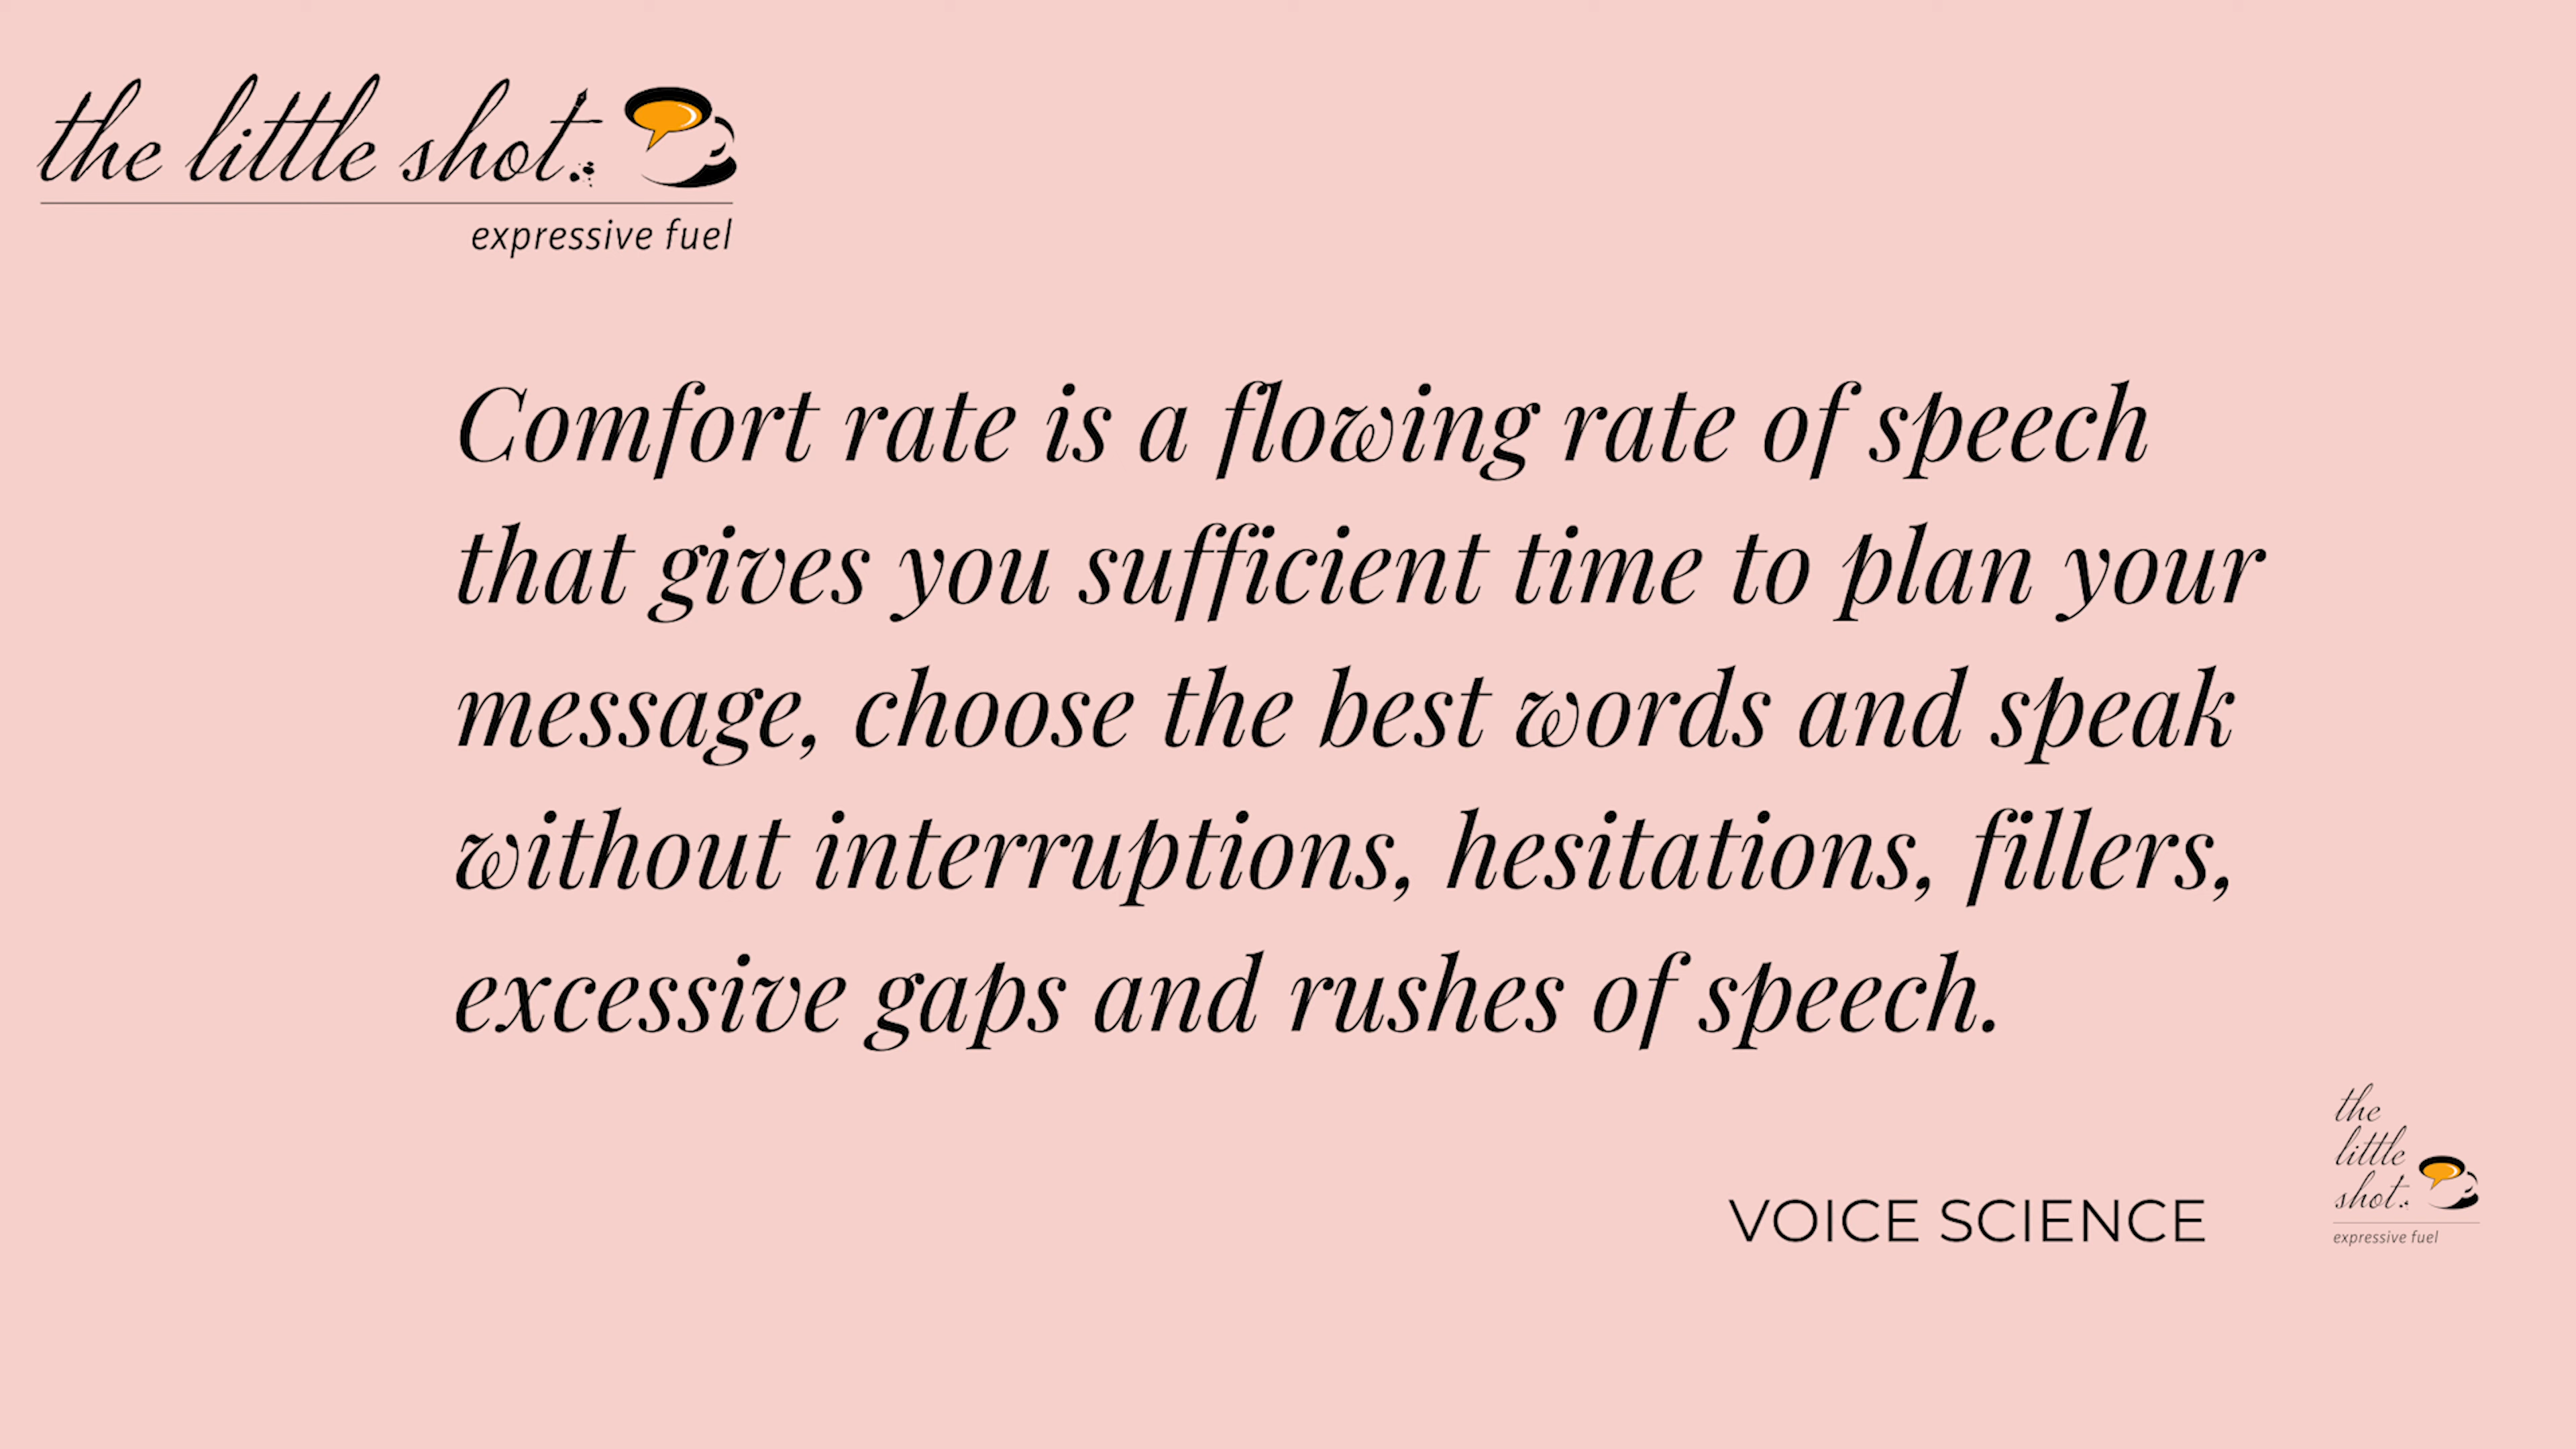 the little shot.
expressive fuel
Comfort rate is a flowing rate of speech
that gives you sufficient time to plan your
message, choose the best words and speak
without interruptions, hesitations, fillers,
excessive gaps and rushes of speech.
VOICE SCIENCE
the
little
shot.
expressive fuel